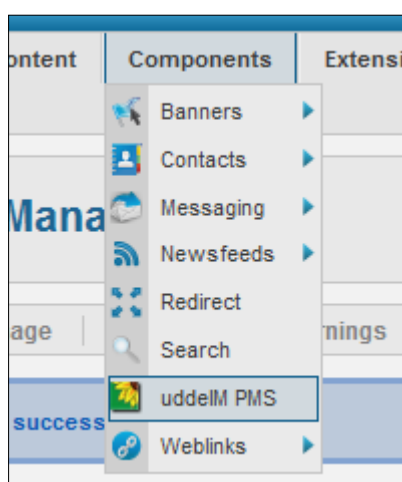 ontent Components Extensi
Banners
Contacts
Mana Messaging
Newsfeeds
Redirect
age Search rnings
uddeIM PMS
success Weblinks